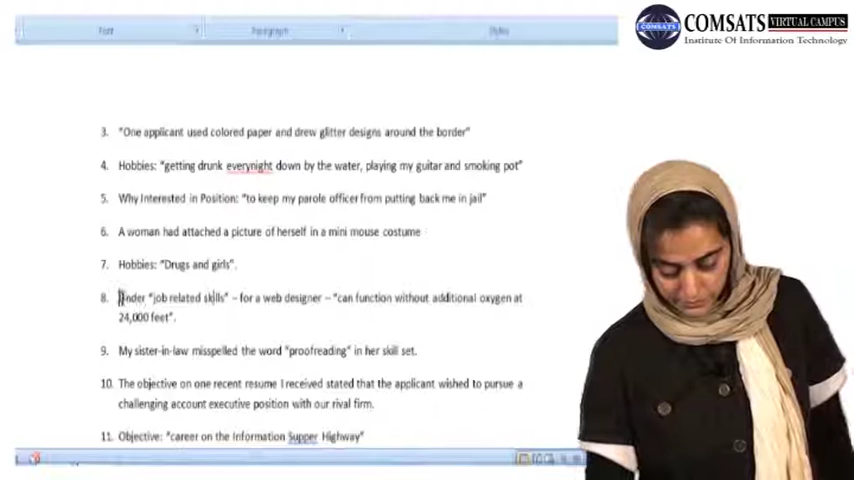 Font Paragraph Styles
COMSATS VIRTUAL CAMPUS
COMSATS
Institute Of Information Technology
3. "One applicant used colored paper and drew glitter designs around the border"
4. Hobbies: "getting drunk everynight down by the water, playing my guitar and smoking pot"
5. Why Interested in Position: "to keep my parole officer from putting back me in jail"
6. A woman had attached a picture of herself in a mini mouse costume
7. Hobbies: "Drugs and girls".
8. Under "job related skills" – for a web designer – "can function without additional oxygen at
24,000 feet".
9. My sister-in-law misspelled the word "proofreading" in her skill set.
10. The objective on one recent resume I received stated that the applicant wished to pursue a
challenging account executive position with our rival firm.
11. Objective: "career on the Information Supper Highway"